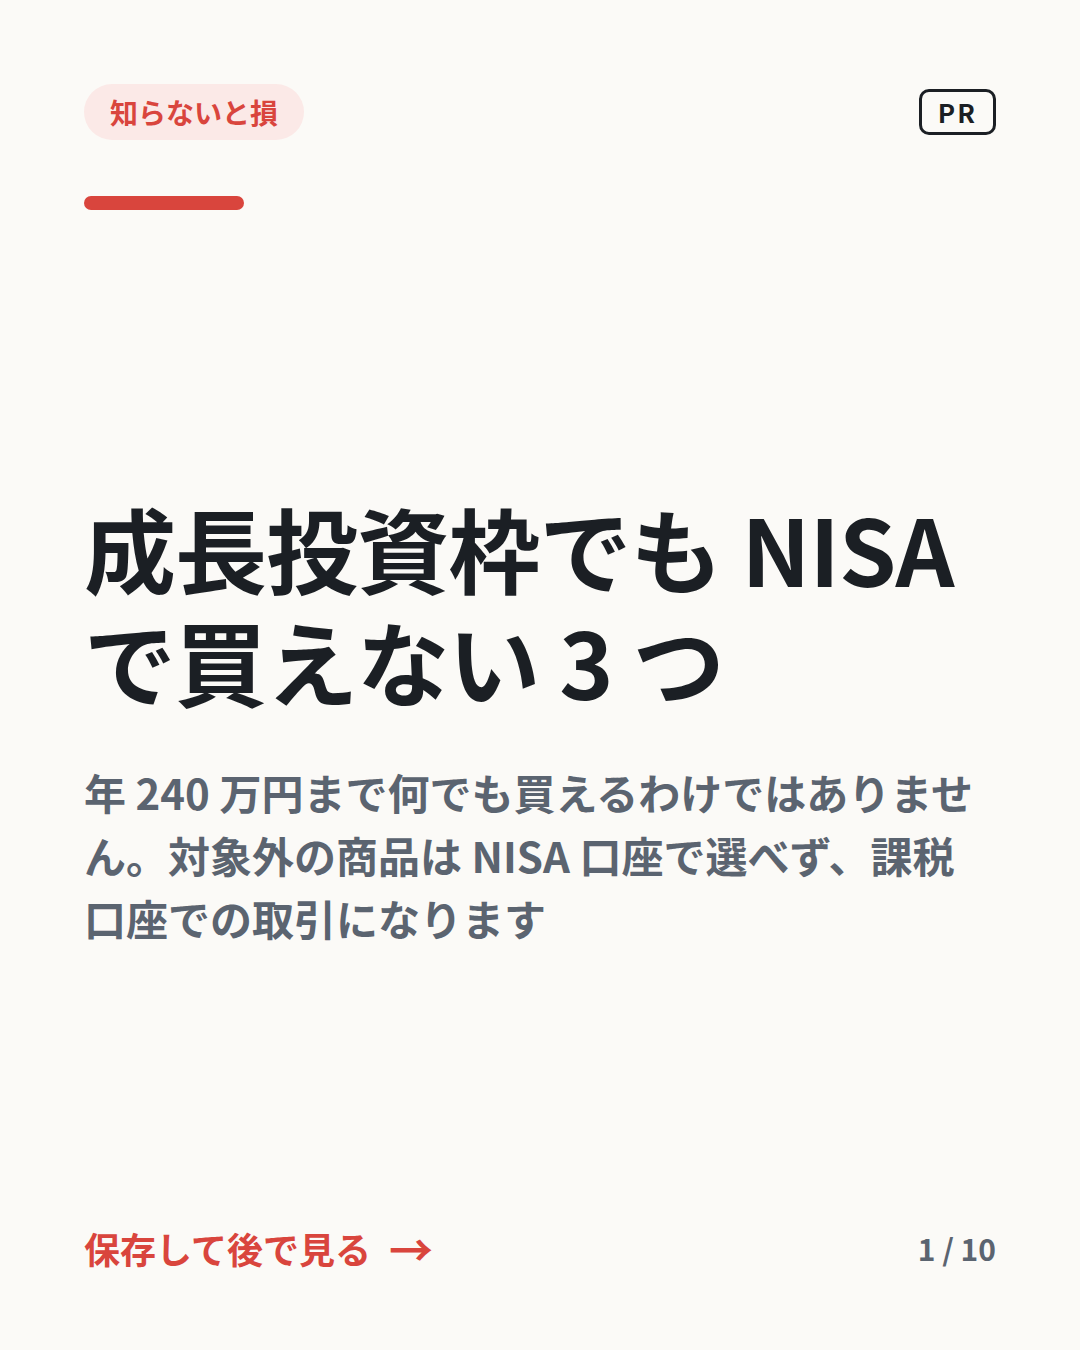 知らないと損
PR
成長投資枠でも NISA
で買えない 3 つ
年 240 万円まで何でも買えるわけではありませ
ん。対象外の商品は NISA 口座で選べず、課税
口座での取引になります
保存して後で見る →
1 / 10